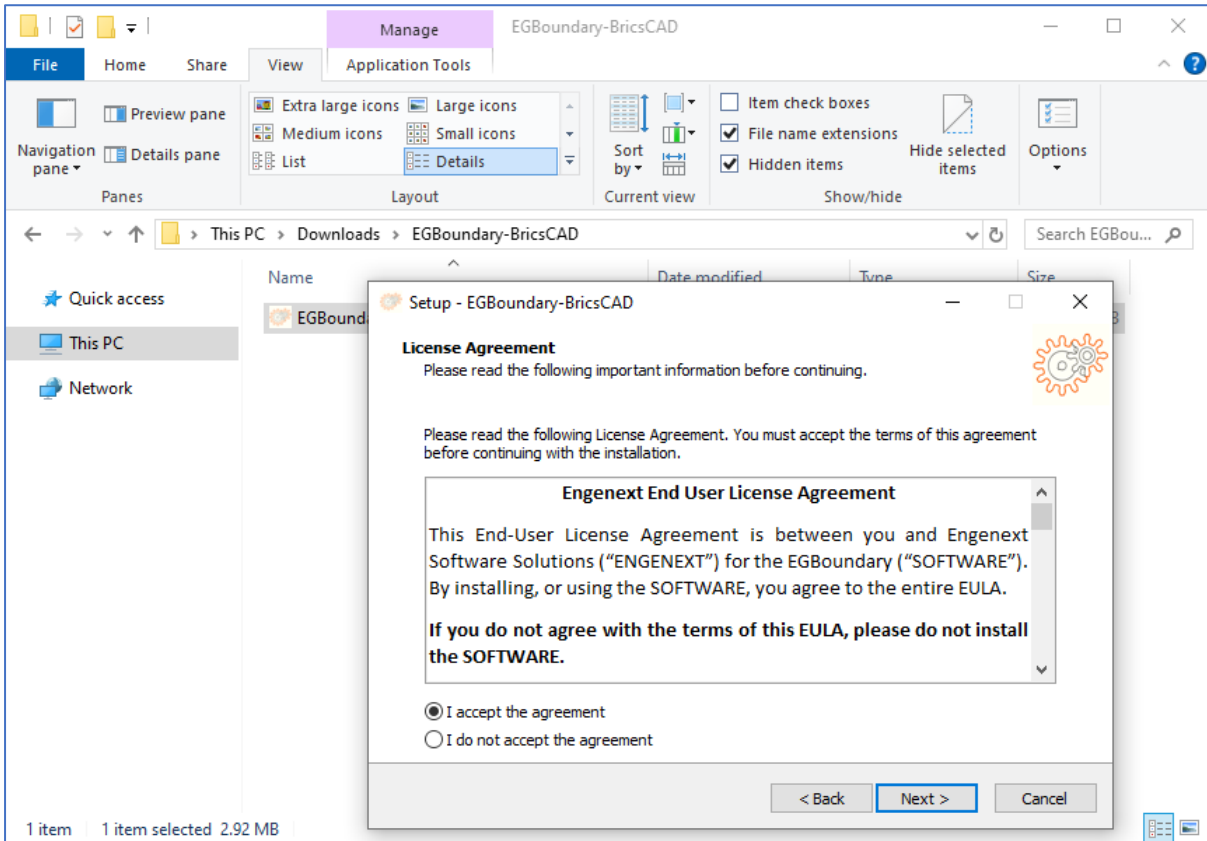 Manage
EGBoundary-BricsCAD
File Home Share View Application Tools
Preview pane
Details pane
Navigation
pane
Extra large icons Large icons
Medium icons Small icons
List Details
Sort
by
Item check boxes
File name extensions
Hidden items
Hide selected
items
Options
Panes Layout Current view Show/hide
This PC > Downloads > EGBoundary-BricsCAD
Search EGBou...
Name Date modified Type Size
Quick access
This PC
Network
EGBound
Setup - EGBoundary-BricsCAD
License Agreement
Please read the following important information before continuing.
Please read the following License Agreement. You must accept the terms of this agreement
before continuing with the installation.
Engenext End User License Agreement
This End-User License Agreement is between you and Engenext
Software Solutions (“ENGENEXT”) for the EGBoundary (“SOFTWARE”).
By installing, or using the SOFTWARE, you agree to the entire EULA.
If you do not agree with the terms of this EULA, please do not install
the SOFTWARE.
I accept the agreement
I do not accept the agreement
< Back Next > Cancel
1 item 1 item selected 2.92 MB